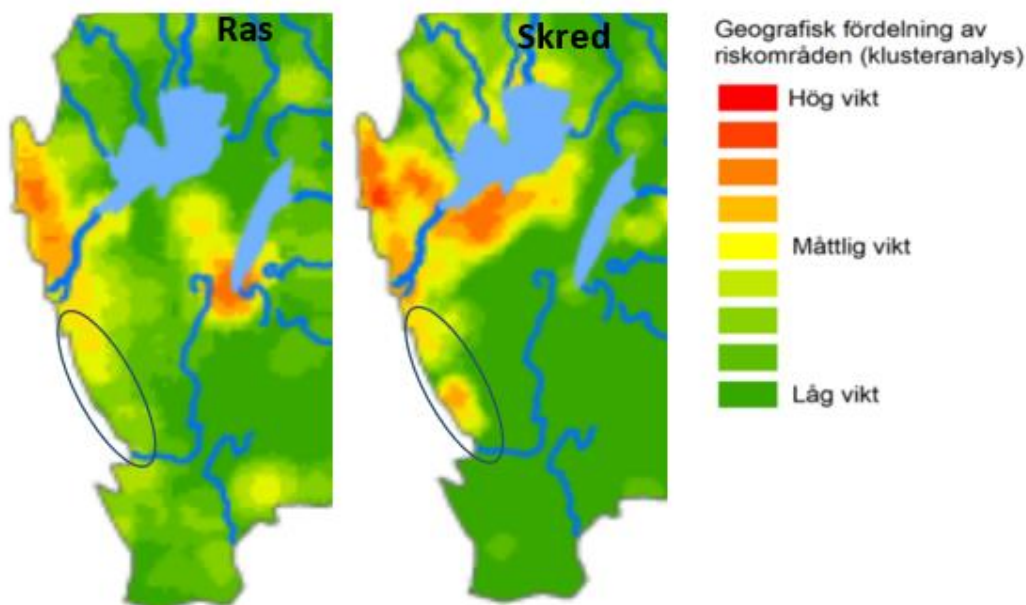 Ras
Skred
Geografisk fördelning av
riskområden (klusteranalys)
Hög vikt
Måttlig vikt
Låg vikt